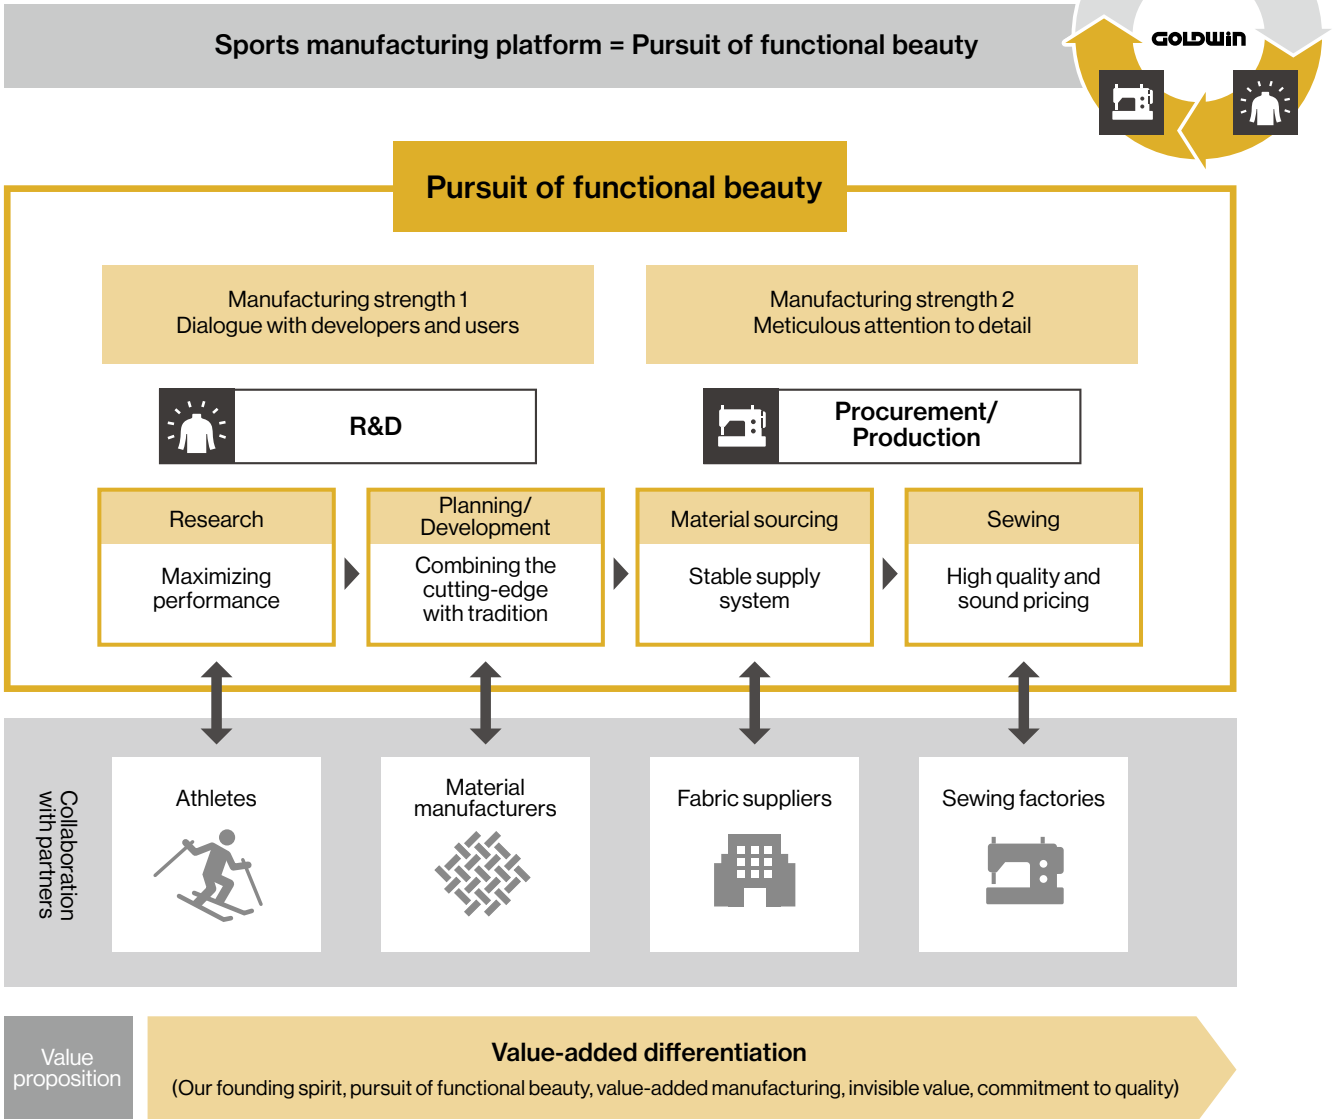 Sports manufacturing platform = Pursuit of functional beauty
GOLDWIN
Pursuit of functional beauty
Manufacturing strength 1
Dialogue with developers and users
Manufacturing strength 2
Meticulous attention to detail
R&D
Procurement/
Production
Research
Maximizing
performance
Planning/
Development
Combining the
cutting-edge
with tradition
Material sourcing
Stable supply
system
Sewing
High quality and
sound pricing
Collaboration
with partners
Athletes
Material
manufacturers
Fabric suppliers
Sewing factories
Value
proposition
Value-added differentiation
(Our founding spirit, pursuit of functional beauty, value-added manufacturing, invisible value, commitment to quality)